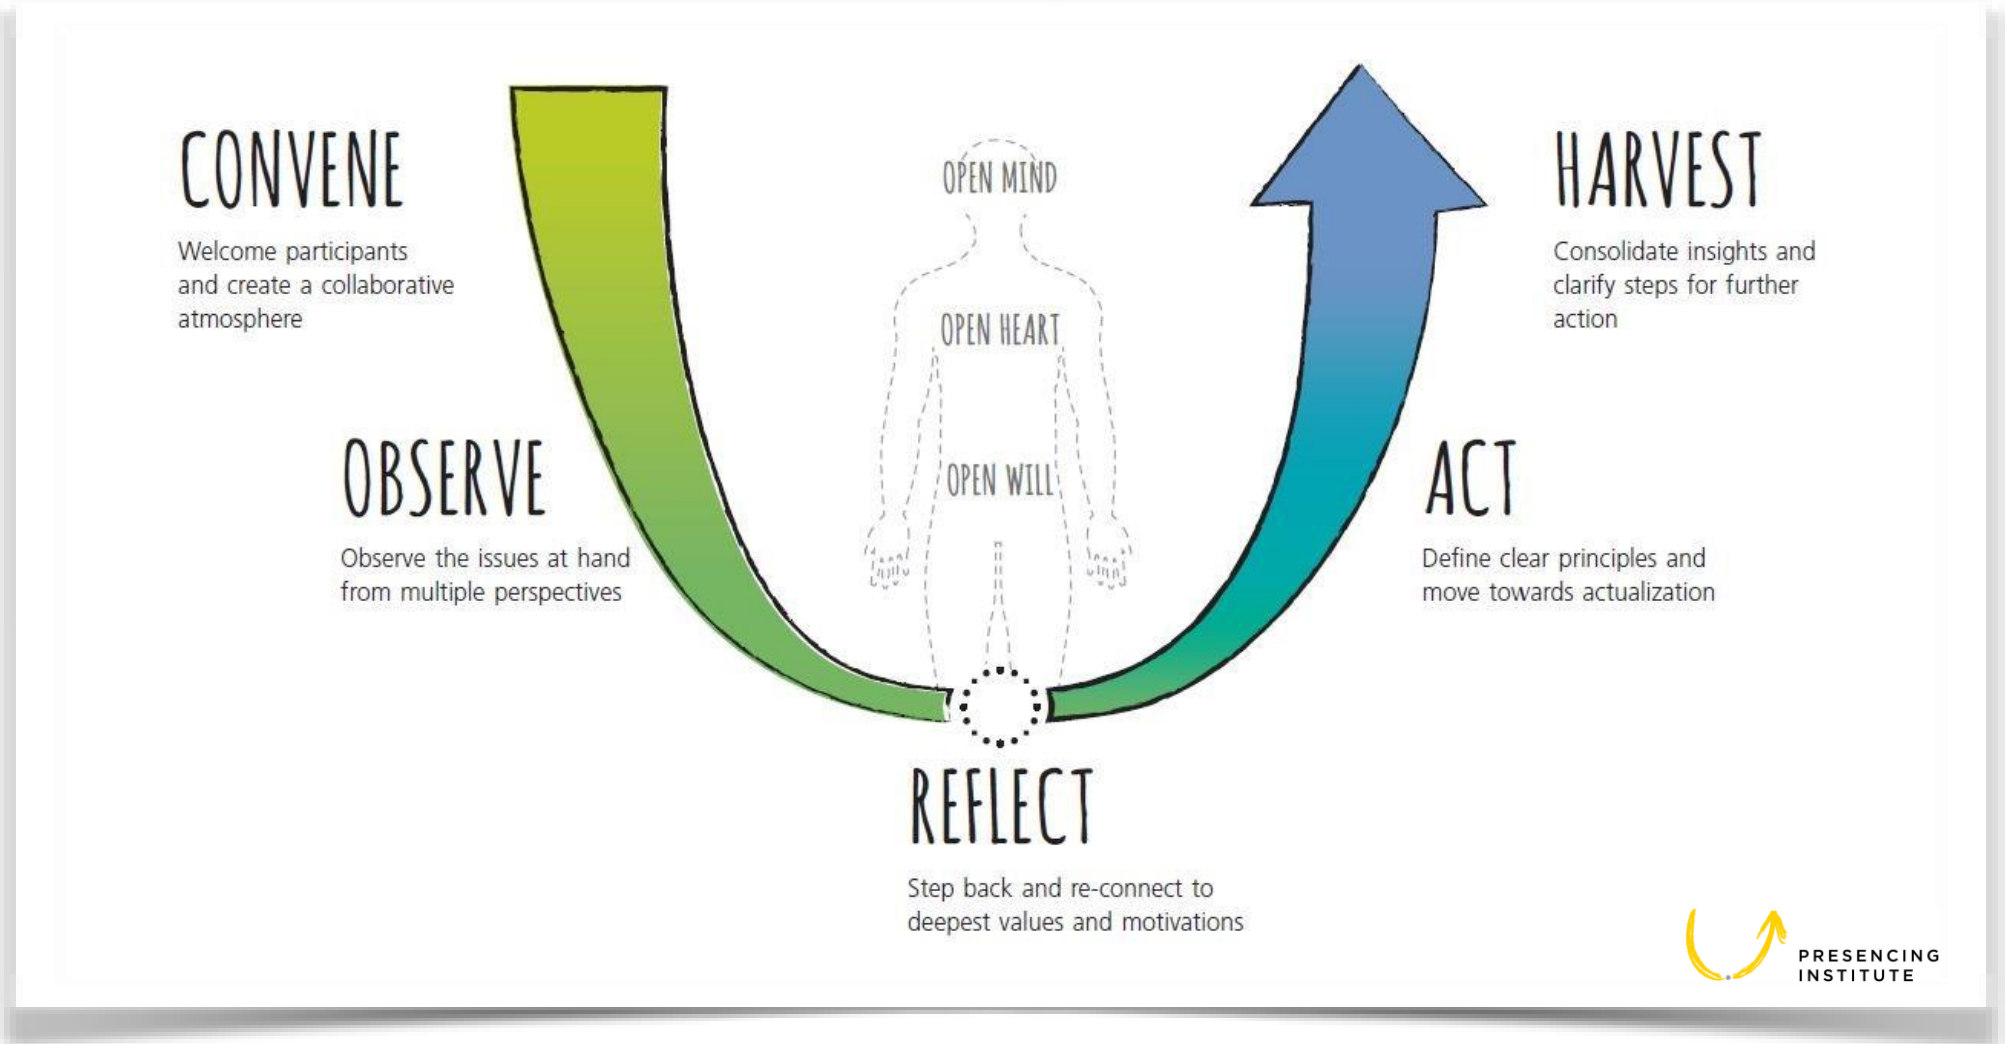 CONVENE
Welcome participants
and create a collaborative
atmosphere
OBSERVE
Observe the issues at hand
from multiple perspectives
OPEN MIND
OPEN HEART
OPEN WILL
REFLECT
Step back and re-connect to
deepest values and motivations
ACT
Define clear principles and
move towards actualization
HARVEST
Consolidate insights and
clarify steps for further
action
PRESENCING
INSTITUTE